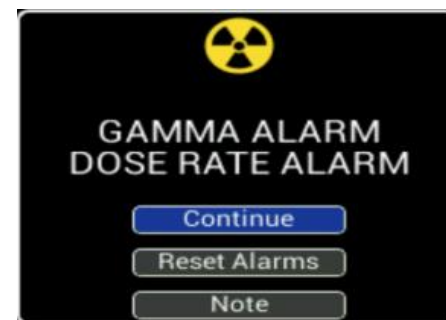 GAMMA ALARM
DOSE RATE ALARM
Continue
Reset Alarms
Note